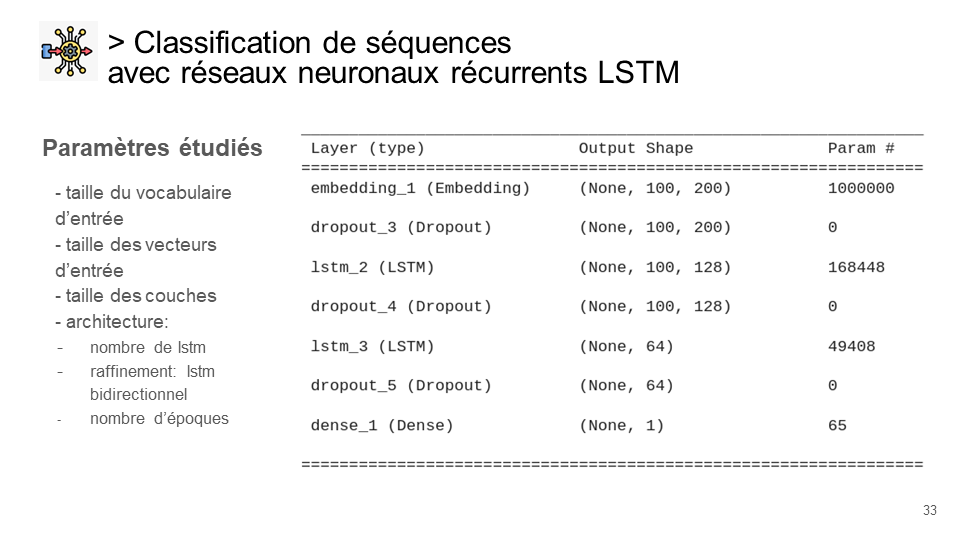 > Classification de séquences
avec réseaux neuronaux récurrents LSTM
Paramètres étudiés
- taille du vocabulaire
d’entrée
- taille des vecteurs
d’entrée
- taille des couches
- architecture:
- nombre de lstm
- raffinement: lstm
bidirectionnel
- nombre d’époques
Layer (type) Output Shape Param #
=================================================================
embedding_1 (Embedding) (None, 100, 200) 1000000
dropout_3 (Dropout) (None, 100, 200) 0
lstm_2 (LSTM) (None, 100, 128) 168448
dropout_4 (Dropout) (None, 100, 128) 0
lstm_3 (LSTM) (None, 64) 49408
dropout_5 (Dropout) (None, 64) 0
dense_1 (Dense) (None, 1) 65
=================================================================
33